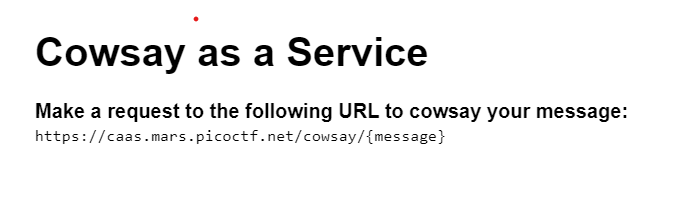 Cowsay as a Service
Make a request to the following URL to cowsay your message:
https://caas.mars.picoctf.net/cowsay/{message}